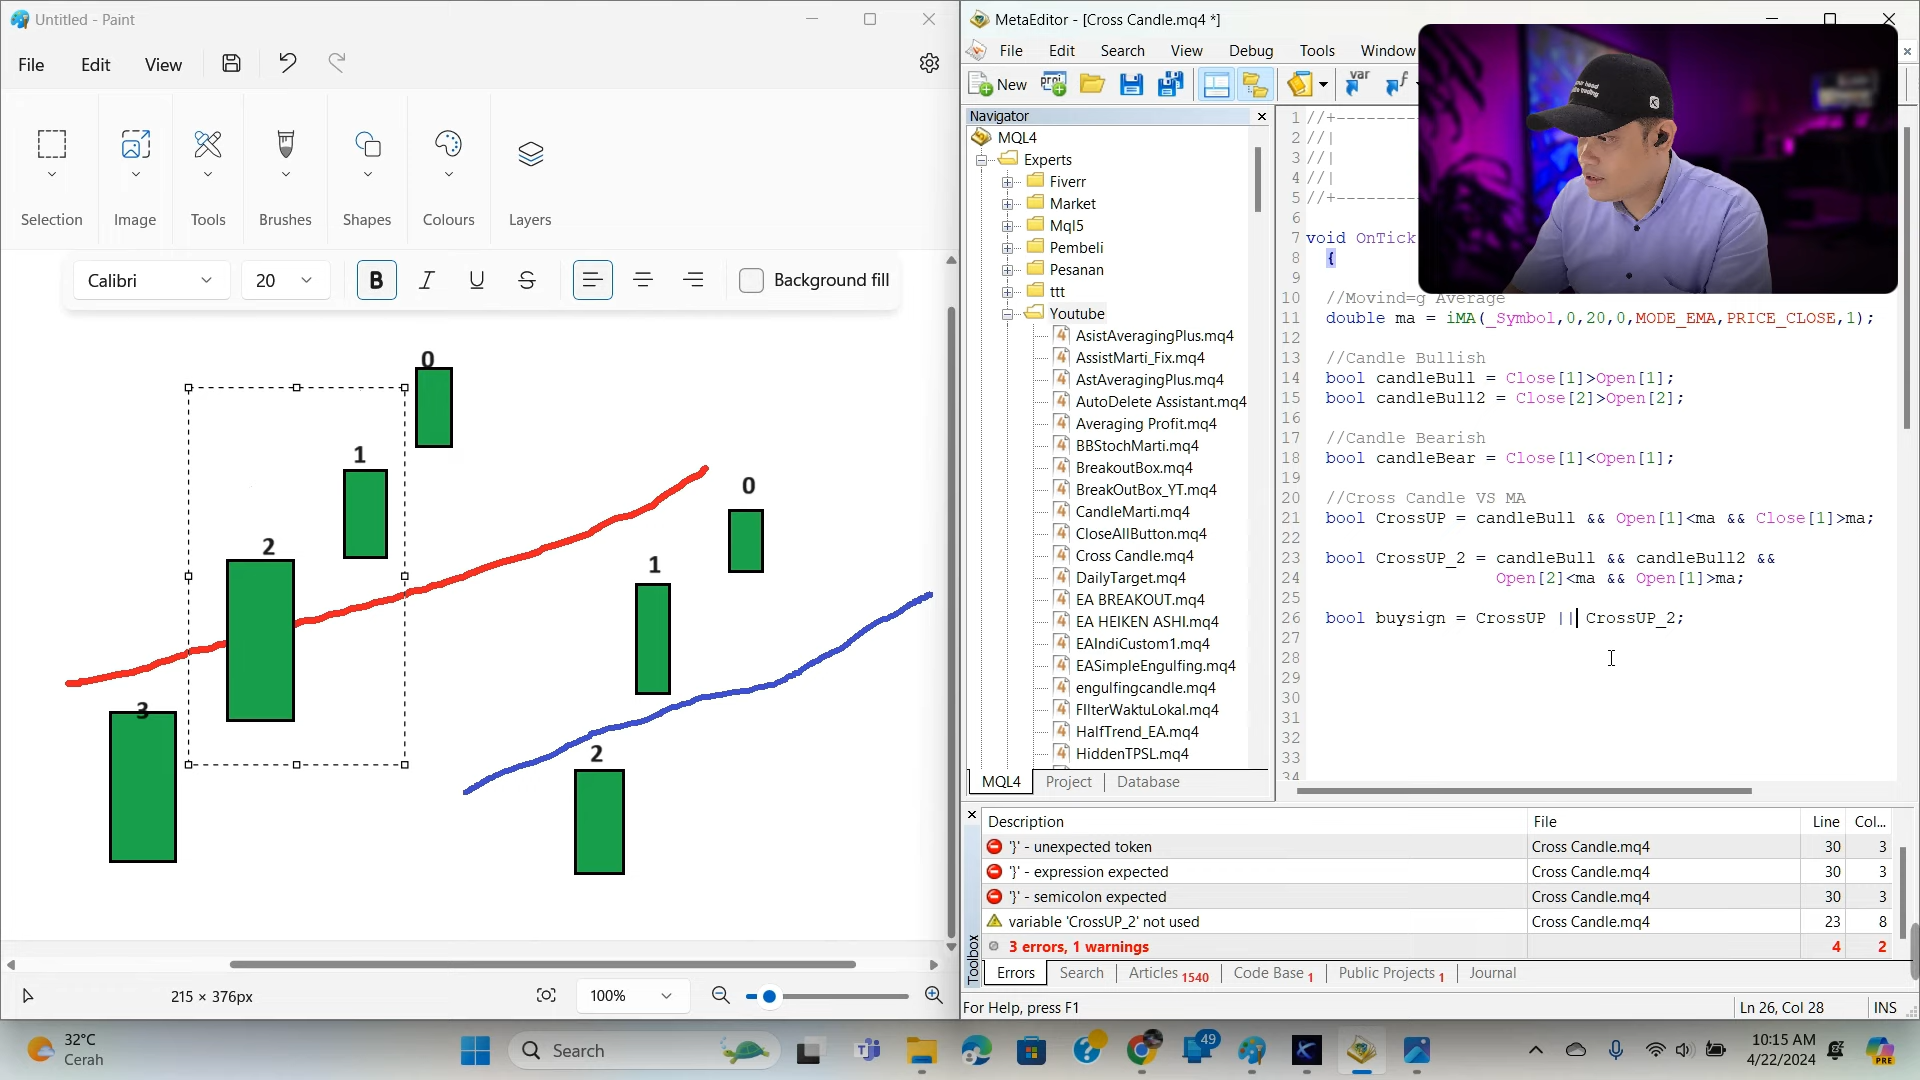 Untitled - Paint
File Edit View
Selection Image Tools Brushes Shapes Colours Layers
Calibri 20 B I U S Background fill
0
1
2
3
0
1
2
215 × 376px 100%
MetaEditor - [Cross Candle.mq4 *]
File Edit Search View Debug Tools Window
New
Navigator
MQL4
Experts
Fiverr
Market
Mql5
Pembeli
Pesanan
ttt
Youtube
AsistAveragingPlus.mq4
AssistMarti_Fix.mq4
AstAveragingPlus.mq4
AutoDelete Assistant.mq4
Averaging Profit.mq4
BBStochMarti.mq4
BreakoutBox.mq4
BreakOutBox_YT.mq4
CandleMarti.mq4
CloseAllButton.mq4
Cross Candle.mq4
DailyTarget.mq4
EA BREAKOUT.mq4
EA HEIKEN ASHI.mq4
EAIndiCustom1.mq4
EASimpleEngulfing.mq4
engulfingcandle.mq4
FIlterWaktuLokal.mq4
HalfTrend_EA.mq4
HiddenTPSL.mq4
MQL4 Project Database
1 //+---------
2 //|
3 //|
4 //|
5 //+---------
6
7 void OnTick
8 {
9
10 //Movind=g Average
11 double ma = iMA(_Symbol,0,20,0,MODE_EMA,PRICE_CLOSE,1);
12
13 //Candle Bullish
14 bool candleBull = Close[1]>Open[1];
15 bool candleBull2 = Close[2]>Open[2];
16
17 //Candle Bearish
18 bool candleBear = Close[1]<Open[1];
19
20 //Cross Candle VS MA
21 bool CrossUP = candleBull && Open[1]<ma && Close[1]>ma;
22
23 bool CrossUP_2 = candleBull && candleBull2 &&
24 Open[2]<ma && Open[1]>ma;
25
26 bool buysign = CrossUP || CrossUP_2;
27
28
29
30
31
32
33
34
Toolbox
Description File Line Col...
'}' - unexpected token Cross Candle.mq4 30 3
'}' - expression expected Cross Candle.mq4 30 3
'}' - semicolon expected Cross Candle.mq4 30 3
variable 'CrossUP_2' not used Cross Candle.mq4 23 8
3 errors, 1 warnings 4 2
Errors Search Articles 1540 Code Base 1 Public Projects 1 Journal
For Help, press F1 Ln 26, Col 28 INS
32°C
Cerah
Search
49
10:15 AM
4/22/2024
PRE